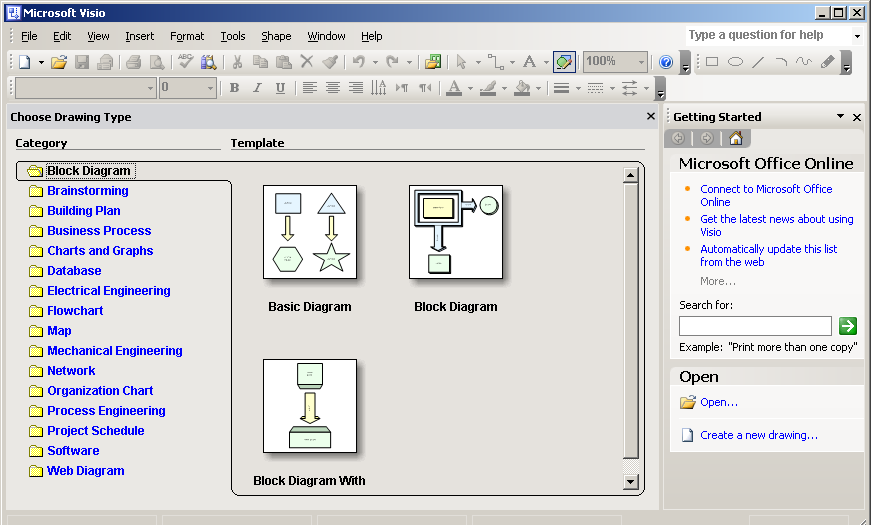 Microsoft Visio
File Edit View Insert Format Tools Shape Window Help
Type a question for help
100%
0
B I U
Choose Drawing Type
Category
Template
Block Diagram
Brainstorming
Building Plan
Business Process
Charts and Graphs
Database
Electrical Engineering
Flowchart
Map
Mechanical Engineering
Network
Organization Chart
Process Engineering
Project Schedule
Software
Web Diagram
Basic Diagram
Block Diagram
Block Diagram With
Getting Started
Microsoft Office Online
Connect to Microsoft Office
Online
Get the latest news about using
Visio
Automatically update this list
from the web
More...
Search for:
Example: "Print more than one copy"
Open
Open...
Create a new drawing...